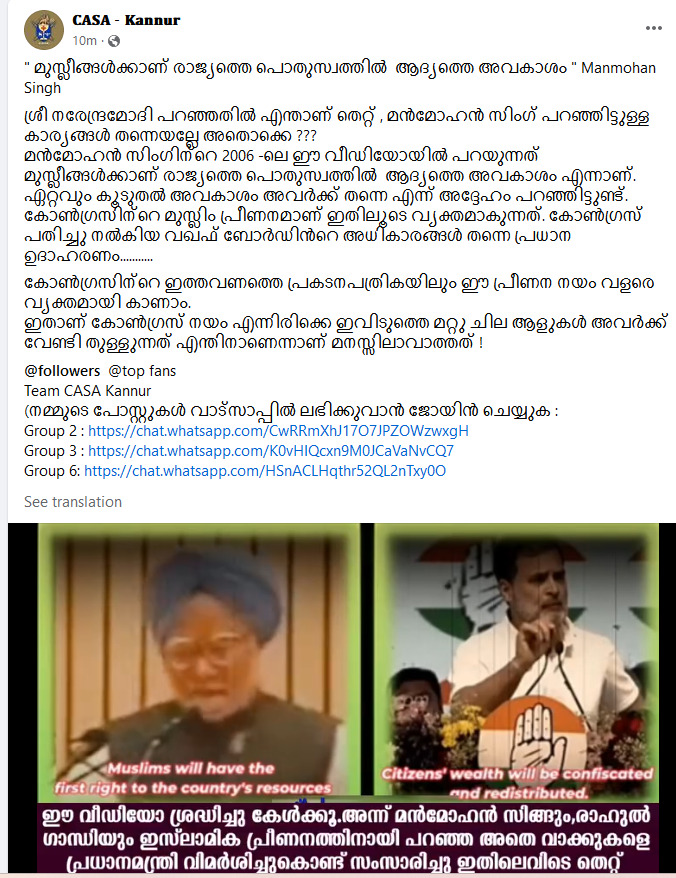 CASA - Kannur
10m
" മുസ്ലീങ്ങൾക്കാണ് രാജ്യത്തെ പൊതുസ്വത്തിൽ ആദ്യത്തെ അവകാശം " Manmohan
Singh
ശ്രീ നരേന്ദ്രമോദി പറഞ്ഞതിൽ എന്താണ് തെറ്റ് , മൻമോഹൻ സിംഗ് പറഞ്ഞിട്ടുള്ള
കാര്യങ്ങൾ തന്നെയല്ലേ അതൊക്കെ ???
മൻമോഹൻ സിംഗിന്റെ 2006 -ലെ ഈ വീഡിയോയിൽ പറയുന്നത്
മുസ്ലീങ്ങൾക്കാണ് രാജ്യത്തെ പൊതുസ്വത്തിൽ ആദ്യത്തെ അവകാശം എന്നാണ്.
ഏറ്റവും കൂടുതൽ അവകാശം അവർക്ക് തന്നെ എന്ന് അദ്ദേഹം പറഞ്ഞിട്ടുണ്ട്.
കോൺഗ്രസിന്റെ മുസ്ലിം പ്രീണനമാണ് ഇതിലൂടെ വ്യക്തമാകുന്നത്. കോൺഗ്രസ്
പതിച്ചു നൽകിയ വഖഫ് ബോർഡിൻറെ അധികാരങ്ങൾ തന്നെ പ്രധാന
ഉദാഹരണം...........
കോൺഗ്രസിന്റെ ഇത്തവണത്തെ പ്രകടനപത്രികയിലും ഈ പ്രീണന നയം വളരെ
വ്യക്തമായി കാണാം.
ഇതാണ് കോൺഗ്രസ് നയം എന്നിരിക്കെ ഇവിടുത്തെ മറ്റു ചില ആളുകൾ അവർക്ക്
വേണ്ടി തുള്ളുന്നത് എന്തിനാണെന്നാണ് മനസ്സിലാവാത്തത് !
@followers @top fans
Team CASA Kannur
(നമ്മുടെ പോസ്റ്റുകൾ വാട്സാപ്പിൽ ലഭിക്കുവാൻ ജോയിൻ ചെയ്യുക :
Group 2 : https://chat.whatsapp.com/CwRRmXhJ17O7JPZOWzwxgH
Group 3 : https://chat.whatsapp.com/K0vHIQcxn9M0JCaVaNvCQ7
Group 6: https://chat.whatsapp.com/HSnACLHqthr52QL2nTxy0O
See translation
Muslims will have the
first right to the country's resources
Citizens' wealth will be confiscated
and redistributed.
ഈ വീഡിയോ ശ്രദ്ധിച്ചു കേൾക്കൂ.അന്ന് മൻമോഹൻ സിങ്ങും,രാഹുൽ
ഗാന്ധിയും ഇസ്ലാമിക പ്രീണനത്തിനായി പറഞ്ഞ അതെ വാക്കുകളെ
പ്രധാനമന്ത്രി വിമർശിച്ചുകൊണ്ട് സംസാരിച്ചു ഇതിലെവിടെ തെറ്റ്